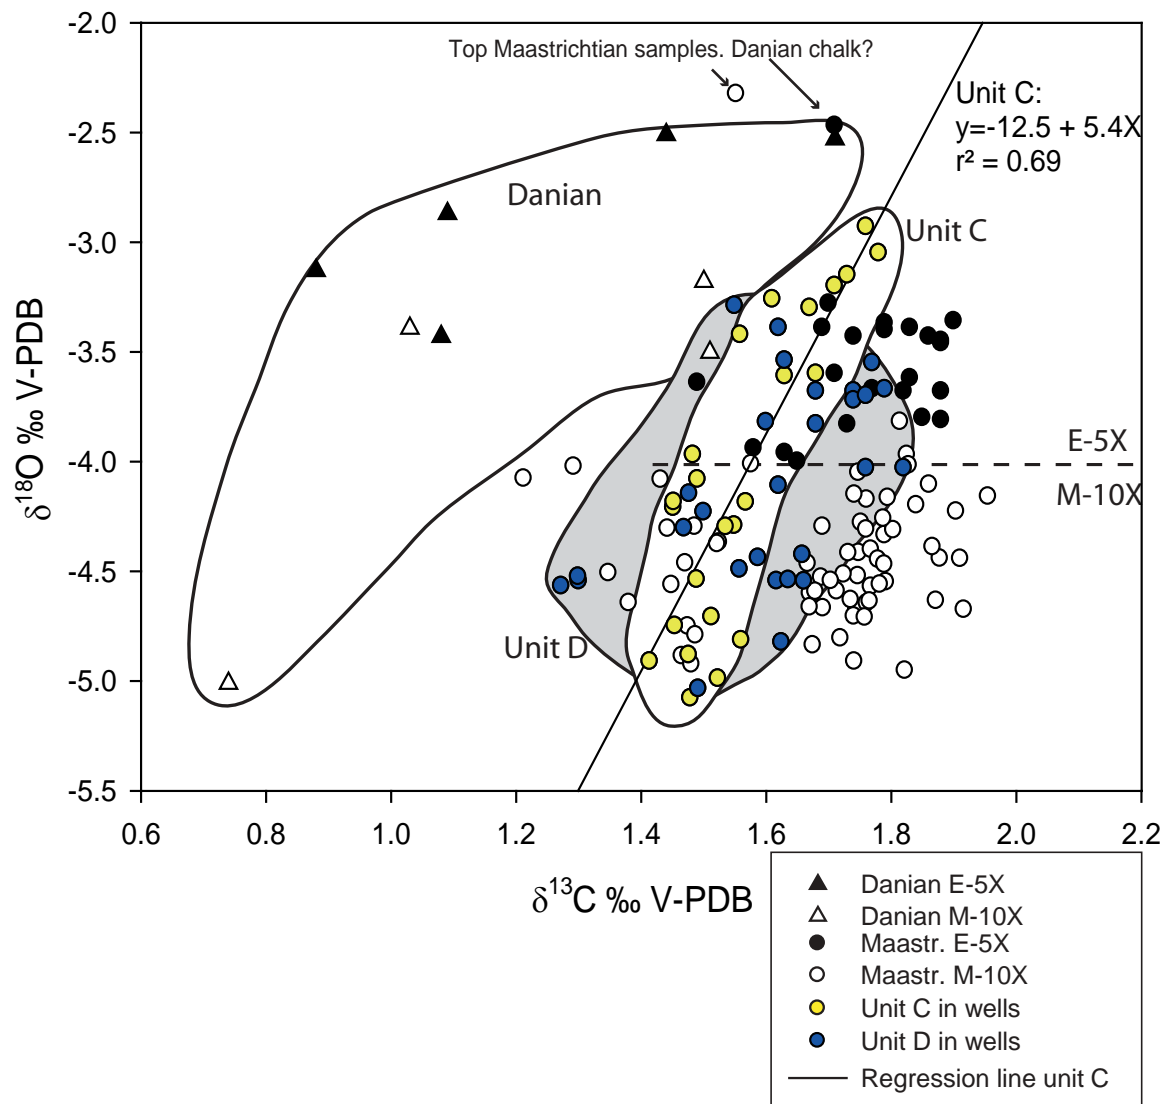 -2.0
Top Maastrichtian samples. Danian chalk?
Unit C:
y=-12.5 + 5.4X
r² = 0.69
-2.5
Danian
-3.0
Unit C
-3.5
-4.0
E-5X
M-10X
-4.5
Unit D
-5.0
-5.5
δ¹⁸O ‰ V-PDB
0.6 0.8 1.0 1.2 1.4 1.6 1.8 2.0 2.2
δ¹³C ‰ V-PDB
Danian E-5X
Danian M-10X
Maastr. E-5X
Maastr. M-10X
Unit C in wells
Unit D in wells
Regression line unit C